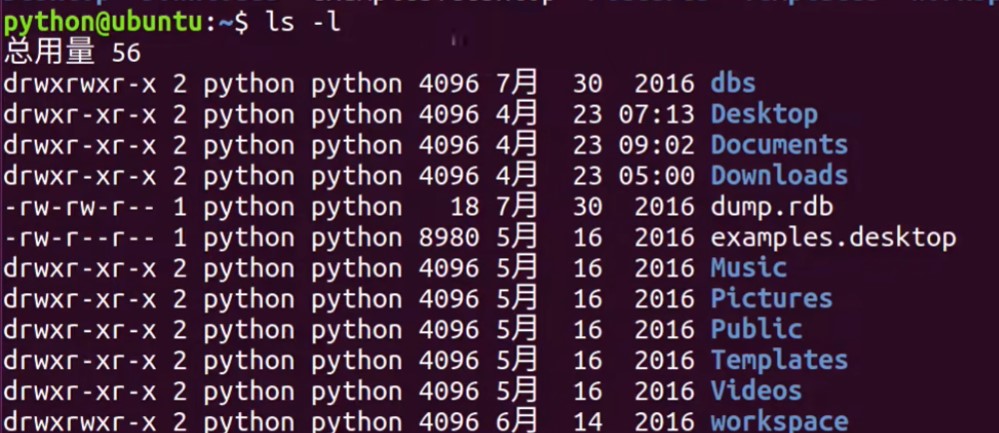 python@ubuntu:~$ ls -l
总用量 56
drwxrwxr-x 2 python python 4096 7月  30  2016 dbs
drwxr-xr-x 2 python python 4096 4月  23 07:13 Desktop
drwxr-xr-x 2 python python 4096 4月  23 09:02 Documents
drwxr-xr-x 2 python python 4096 4月  23 05:00 Downloads
-rw-rw-r-- 1 python python   18 7月  30  2016 dump.rdb
-rw-r--r-- 1 python python 8980 5月  16  2016 examples.desktop
drwxr-xr-x 2 python python 4096 5月  16  2016 Music
drwxr-xr-x 2 python python 4096 5月  16  2016 Pictures
drwxr-xr-x 2 python python 4096 5月  16  2016 Public
drwxr-xr-x 2 python python 4096 5月  16  2016 Templates
drwxr-xr-x 2 python python 4096 5月  16  2016 Videos
drwxrwxr-x 2 python python 4096 6月  14  2016 workspace